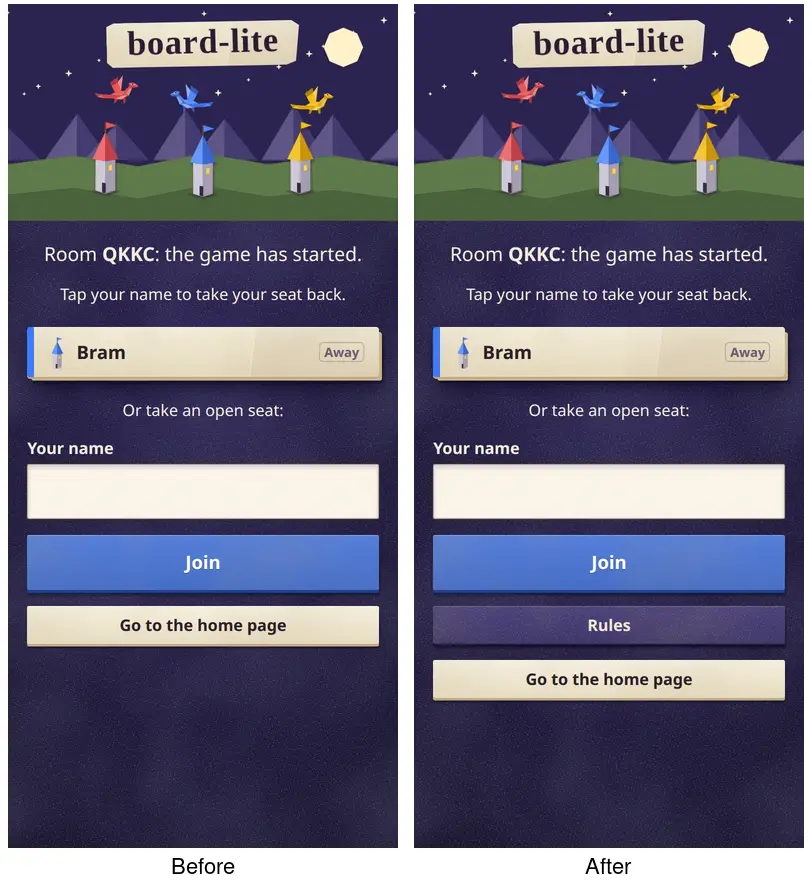 board-lite
Room QKKC: the game has started.
Tap your name to take your seat back.
Bram Away
Or take an open seat:
Your name
Join
Go to the home page
Before
board-lite
Room QKKC: the game has started.
Tap your name to take your seat back.
Bram Away
Or take an open seat:
Your name
Join
Rules
Go to the home page
After